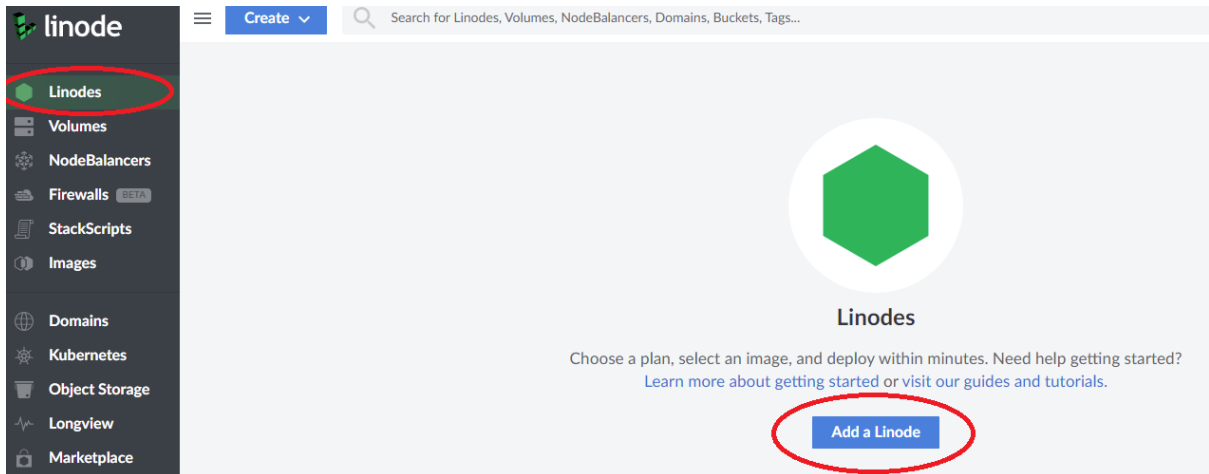 linode
Create
Search for Linodes, Volumes, NodeBalancers, Domains, Buckets, Tags...
Linodes
Volumes
NodeBalancers
Firewalls BETA
StackScripts
Images
Domains
Kubernetes
Object Storage
Longview
Marketplace
Linodes
Choose a plan, select an image, and deploy within minutes. Need help getting started?
Learn more about getting started or visit our guides and tutorials.
Add a Linode